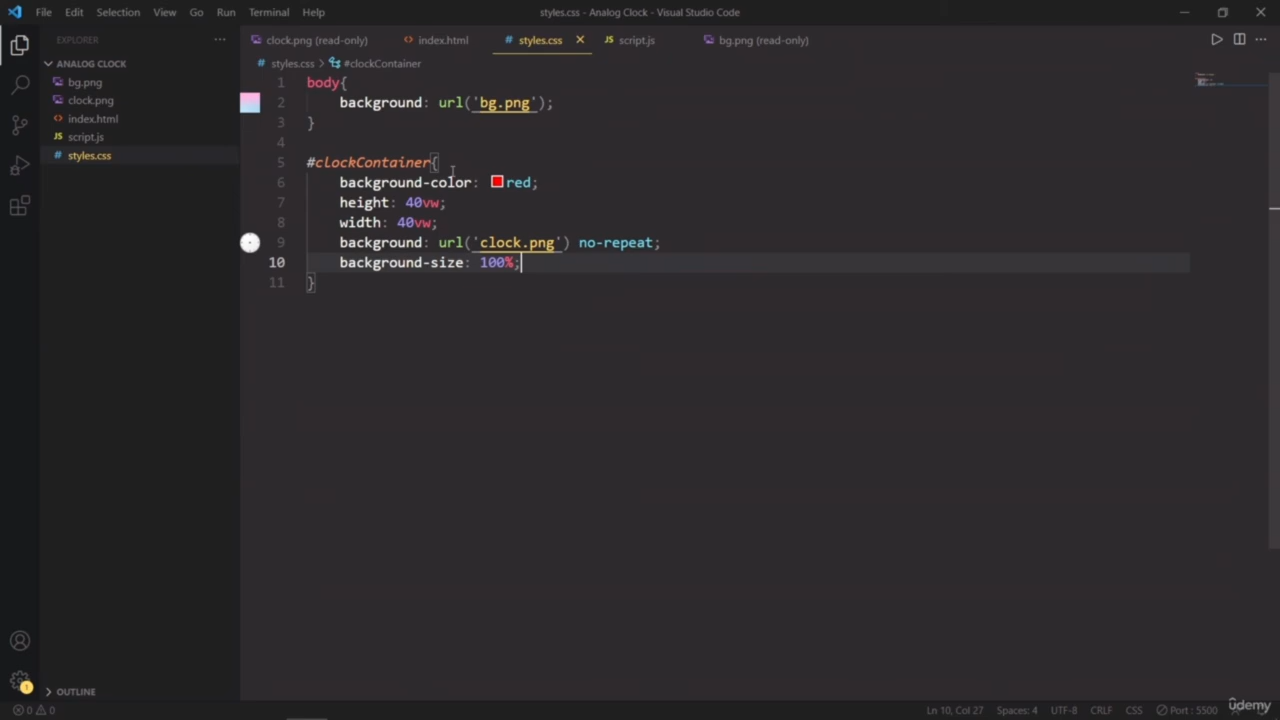 File Edit Selection View Go Run Terminal Help
styles.css - Analog Clock - Visual Studio Code
EXPLORER
ANALOG CLOCK
bg.png
clock.png
index.html
script.js
styles.css
OUTLINE
clock.png (read-only) index.html styles.css script.js bg.png (read-only)
styles.css > #clockContainer
1 body{
2 background: url('bg.png');
3 }
4
5 #clockContainer{
6 background-color: red;
7 height: 40vw;
8 width: 40vw;
9 background: url('clock.png') no-repeat;
10 background-size: 100%;
11 }
1
0 0
Ln 10, Col 27 Spaces: 4 UTF-8 CRLF CSS Port : 5500
udemy